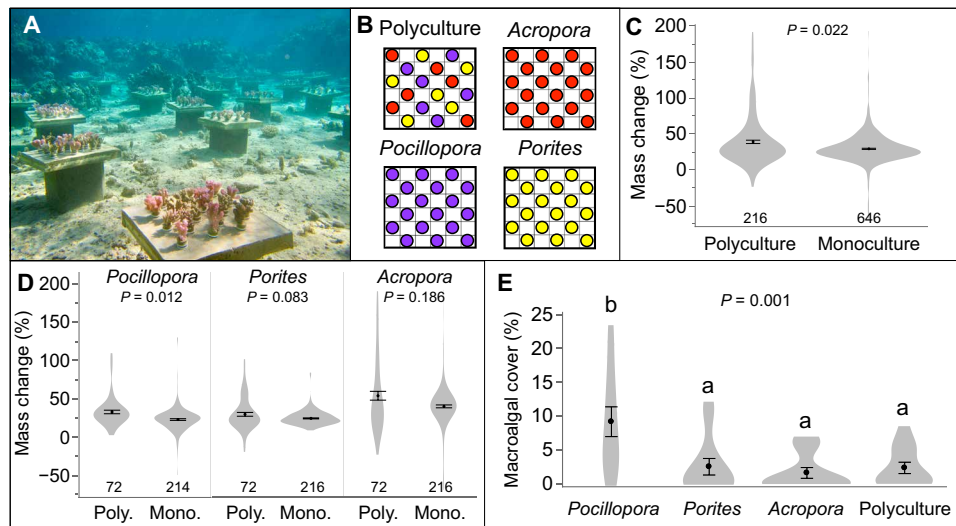 A
B
Polyculture
Acropora
Pocillopora
Porites
C
P = 0.022
Mass change (%)
200
150
100
50
0
−50
216
646
Polyculture
Monoculture
D
Pocillopora
Porites
Acropora
P = 0.012
P = 0.083
P = 0.186
Mass change (%)
200
150
100
50
0
−50
72
214
72
216
72
216
Poly.
Mono.
Poly.
Mono.
Poly.
Mono.
E
P = 0.001
Macroalgal cover (%)
25
20
15
10
5
0
b
a
a
a
Pocillopora
Porites
Acropora
Polyculture